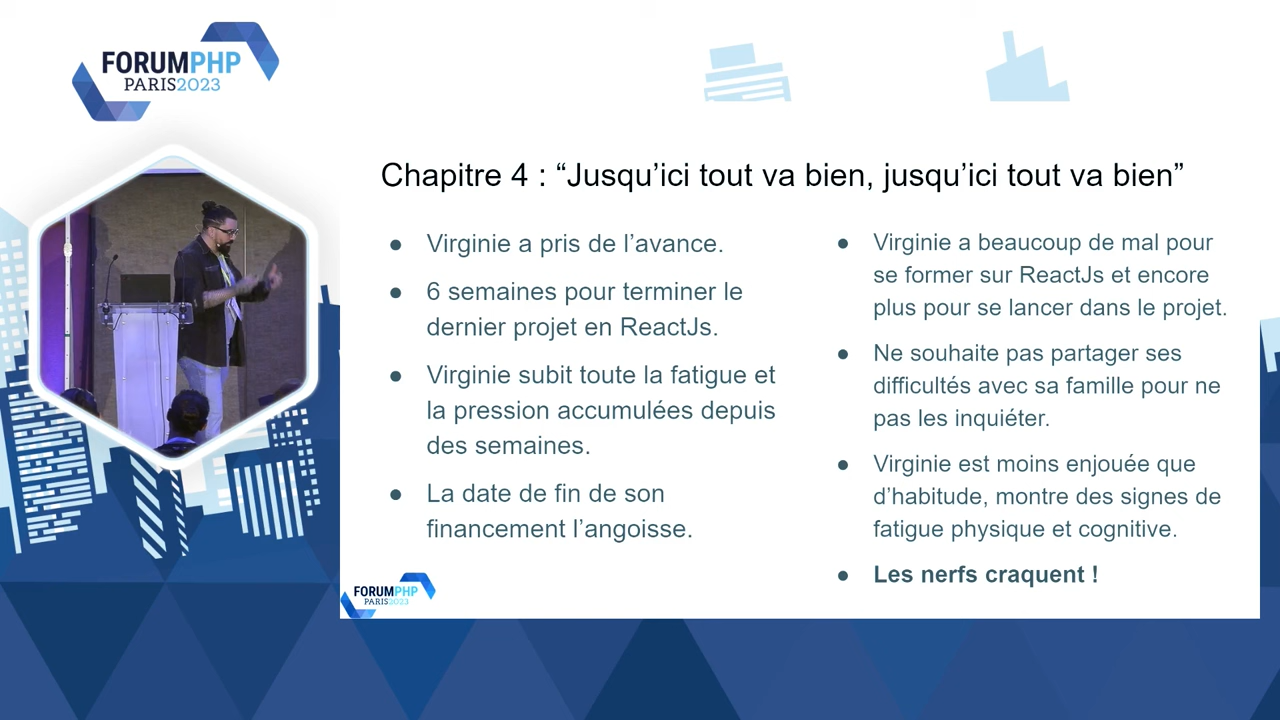 FORUMPHP
PARIS2023
Chapitre 4 : “Jusqu’ici tout va bien, jusqu’ici tout va bien”
● Virginie a pris de l’avance.
● 6 semaines pour terminer le
dernier projet en ReactJs.
● Virginie subit toute la fatigue et
la pression accumulées depuis
des semaines.
● La date de fin de son
financement l’angoisse.
● Virginie a beaucoup de mal pour
se former sur ReactJs et encore
plus pour se lancer dans le projet.
● Ne souhaite pas partager ses
difficultés avec sa famille pour ne
pas les inquiéter.
● Virginie est moins enjouée que
d’habitude, montre des signes de
fatigue physique et cognitive.
● Les nerfs craquent !
FORUMPHP
PARIS2023